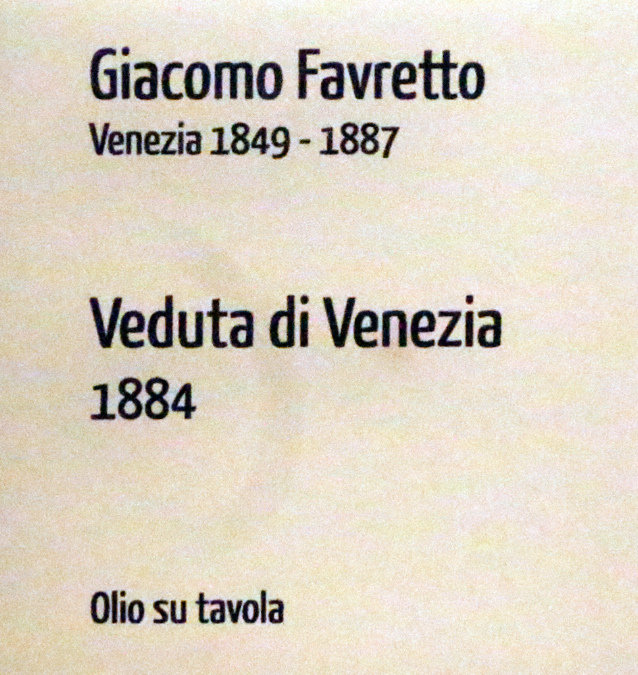 Giacomo Favretto
Venezia 1849 - 1887
Veduta di Venezia
1884
Olio su tavola